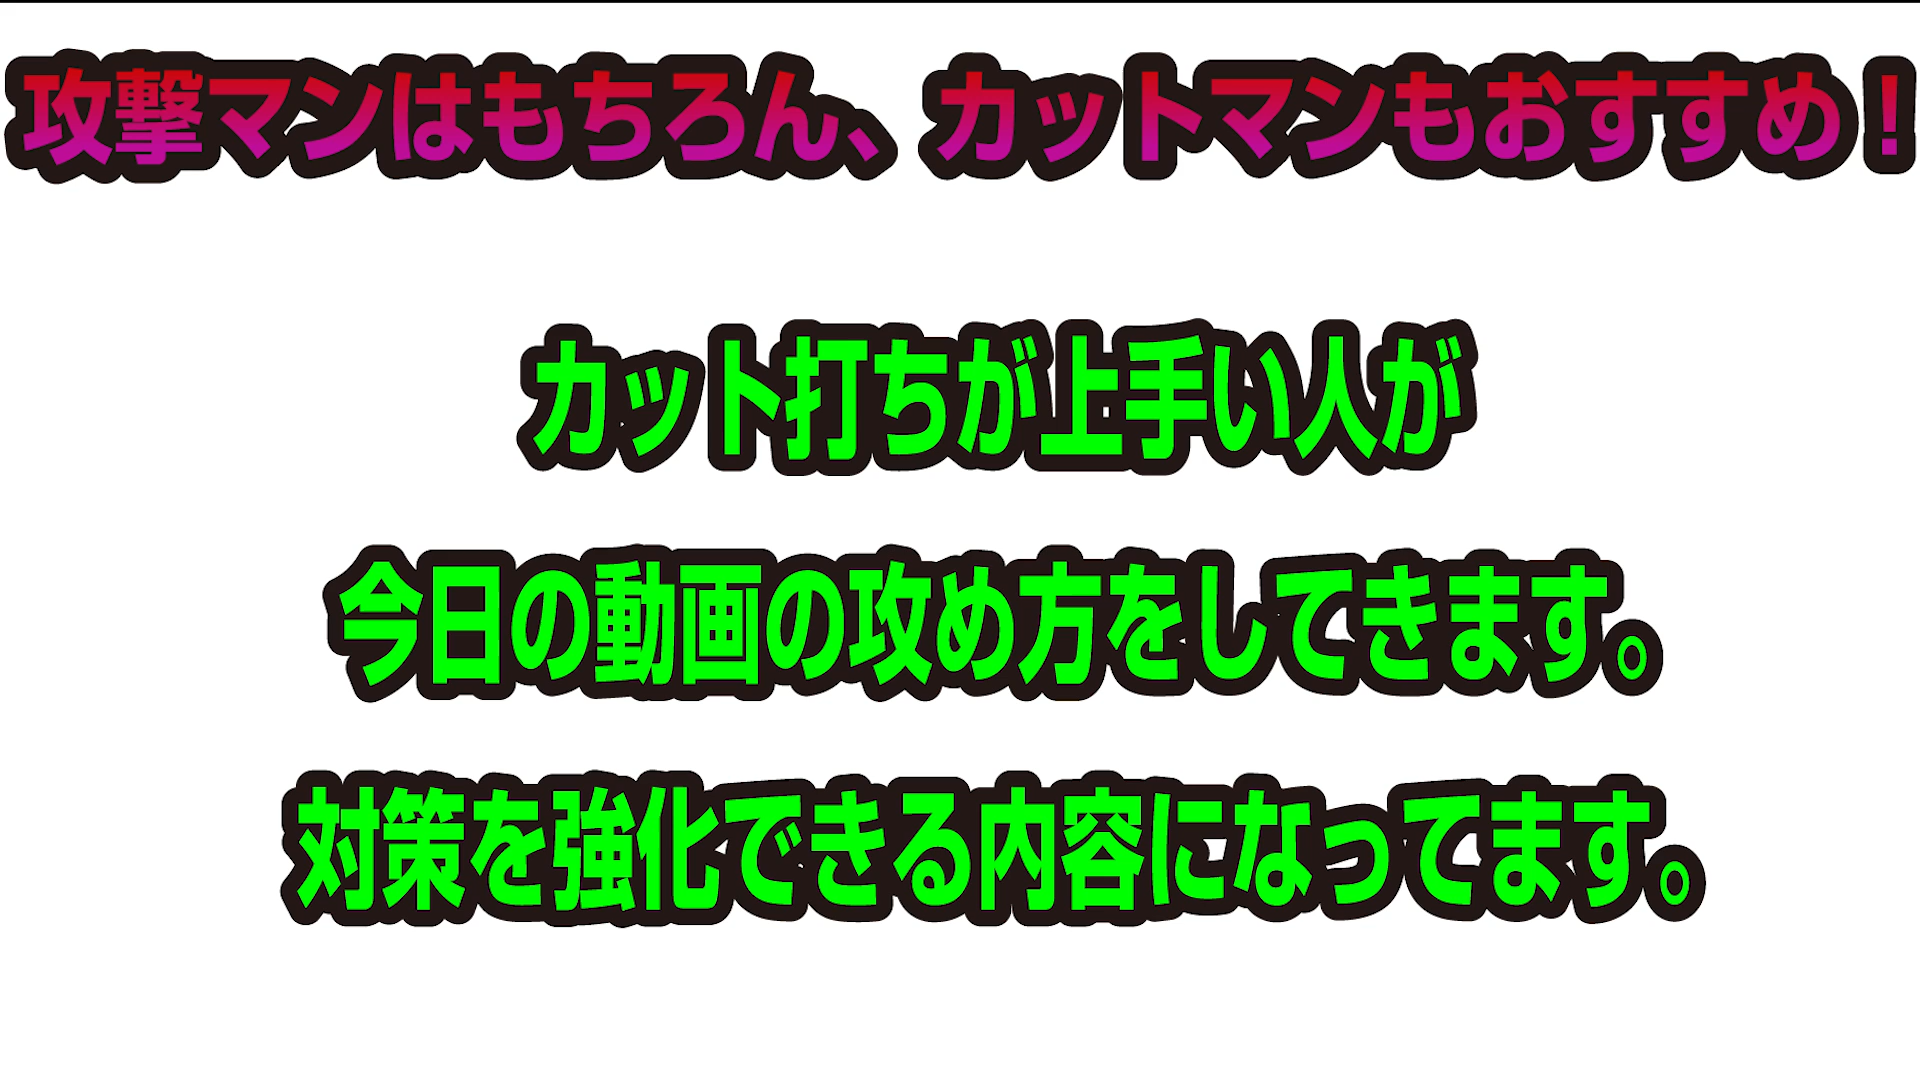 攻撃マンはもちろん、カットマンもおすすめ！
カット打ちが上手い人が
今日の動画の攻め方をしてきます。
対策を強化できる内容になってます。